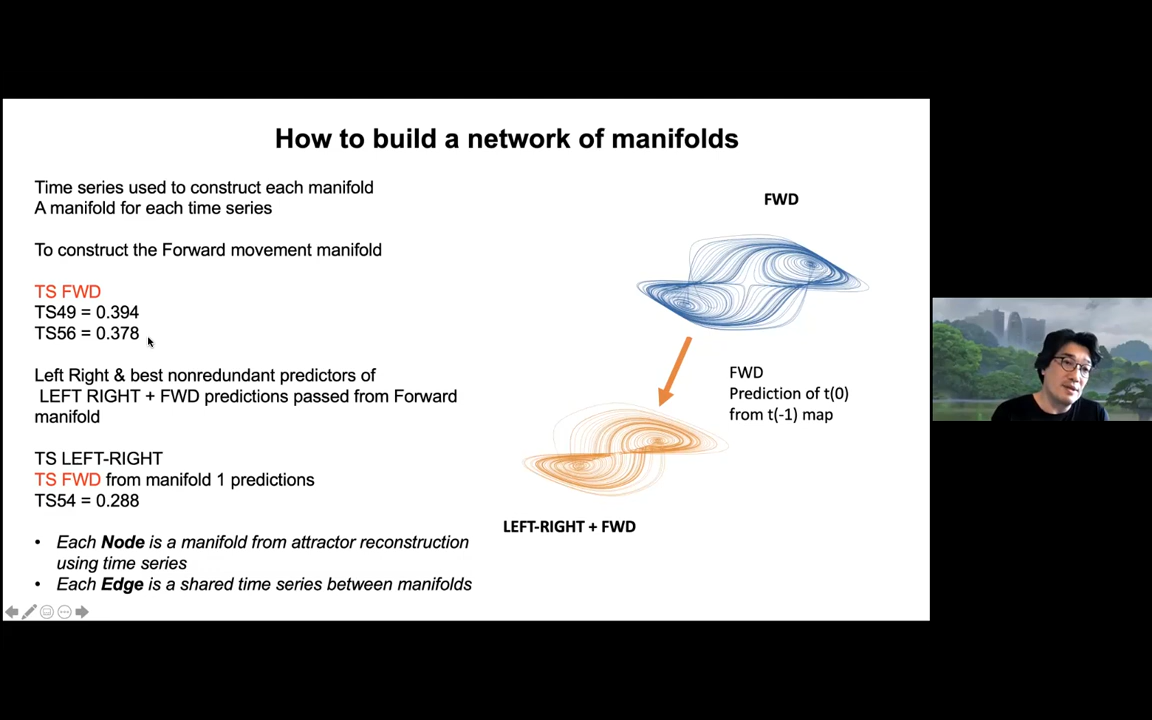 How to build a network of manifolds
Time series used to construct each manifold
A manifold for each time series
To construct the Forward movement manifold
TS FWD
TS49 = 0.394
TS56 = 0.378
Left Right & best nonredundant predictors of
LEFT RIGHT + FWD predictions passed from Forward
manifold
TS LEFT-RIGHT
TS FWD from manifold 1 predictions
TS54 = 0.288
• Each Node is a manifold from attractor reconstruction
using time series
• Each Edge is a shared time series between manifolds
FWD
FWD
Prediction of t(0)
from t(-1) map
LEFT-RIGHT + FWD